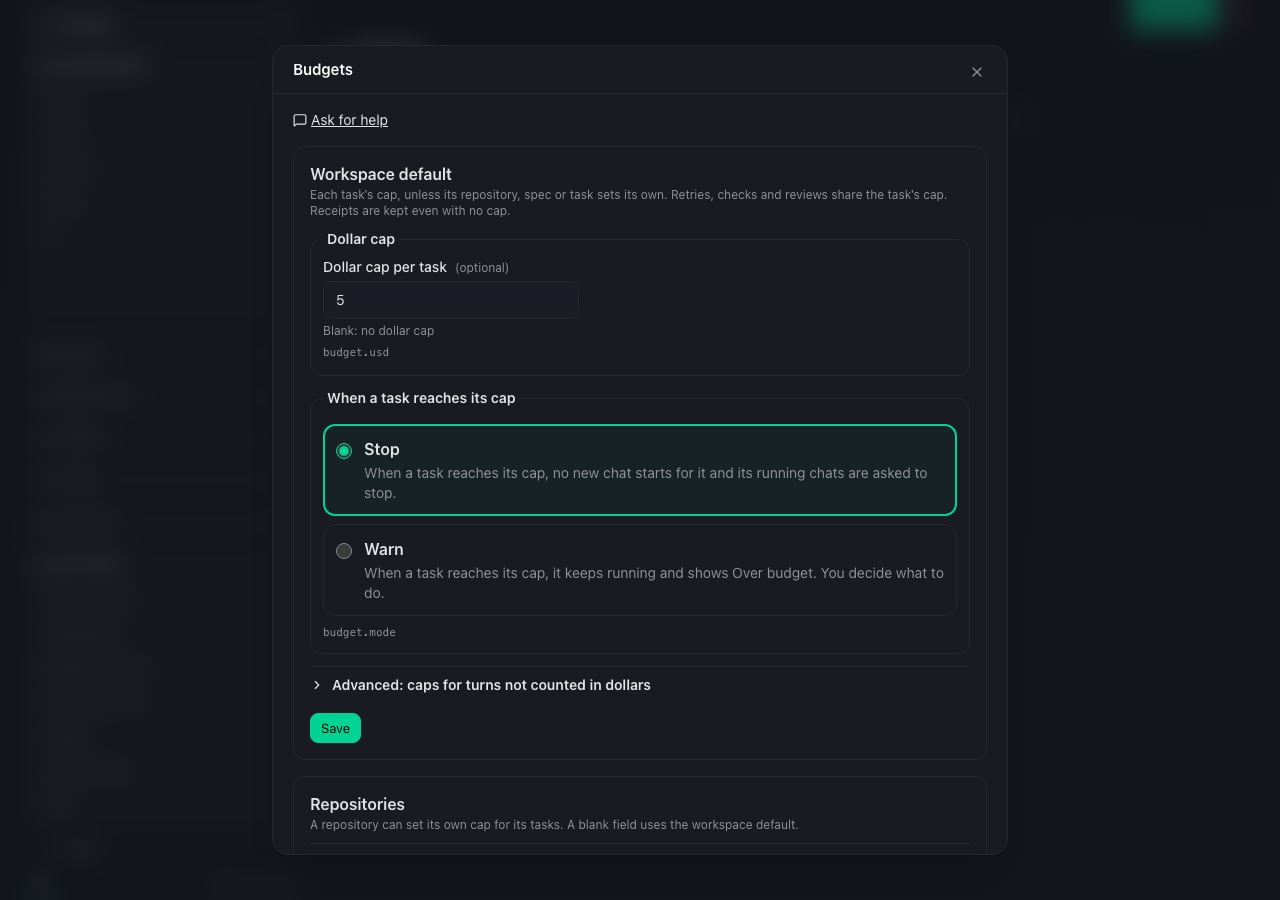 Budgets
Ask for help
Workspace default
Each task's cap, unless its repository, spec or task sets its own. Retries, checks and reviews share the task's cap.
Receipts are kept even with no cap.
Dollar cap
Dollar cap per task (optional)
5
Blank: no dollar cap
budget.usd
When a task reaches its cap
Stop
When a task reaches its cap, no new chat starts for it and its running chats are asked to
stop.
Warn
When a task reaches its cap, it keeps running and shows Over budget. You decide what to
do.
budget.mode
Advanced: caps for turns not counted in dollars
Save
Repositories
A repository can set its own cap for its tasks. A blank field uses the workspace default.